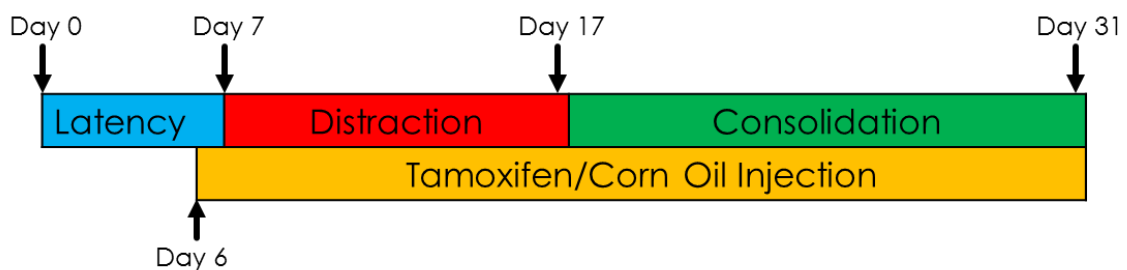 Day 0 Day 7 Day 17 Day 31
Latency Distraction Consolidation
Tamoxifen/Corn Oil Injection
Day 6